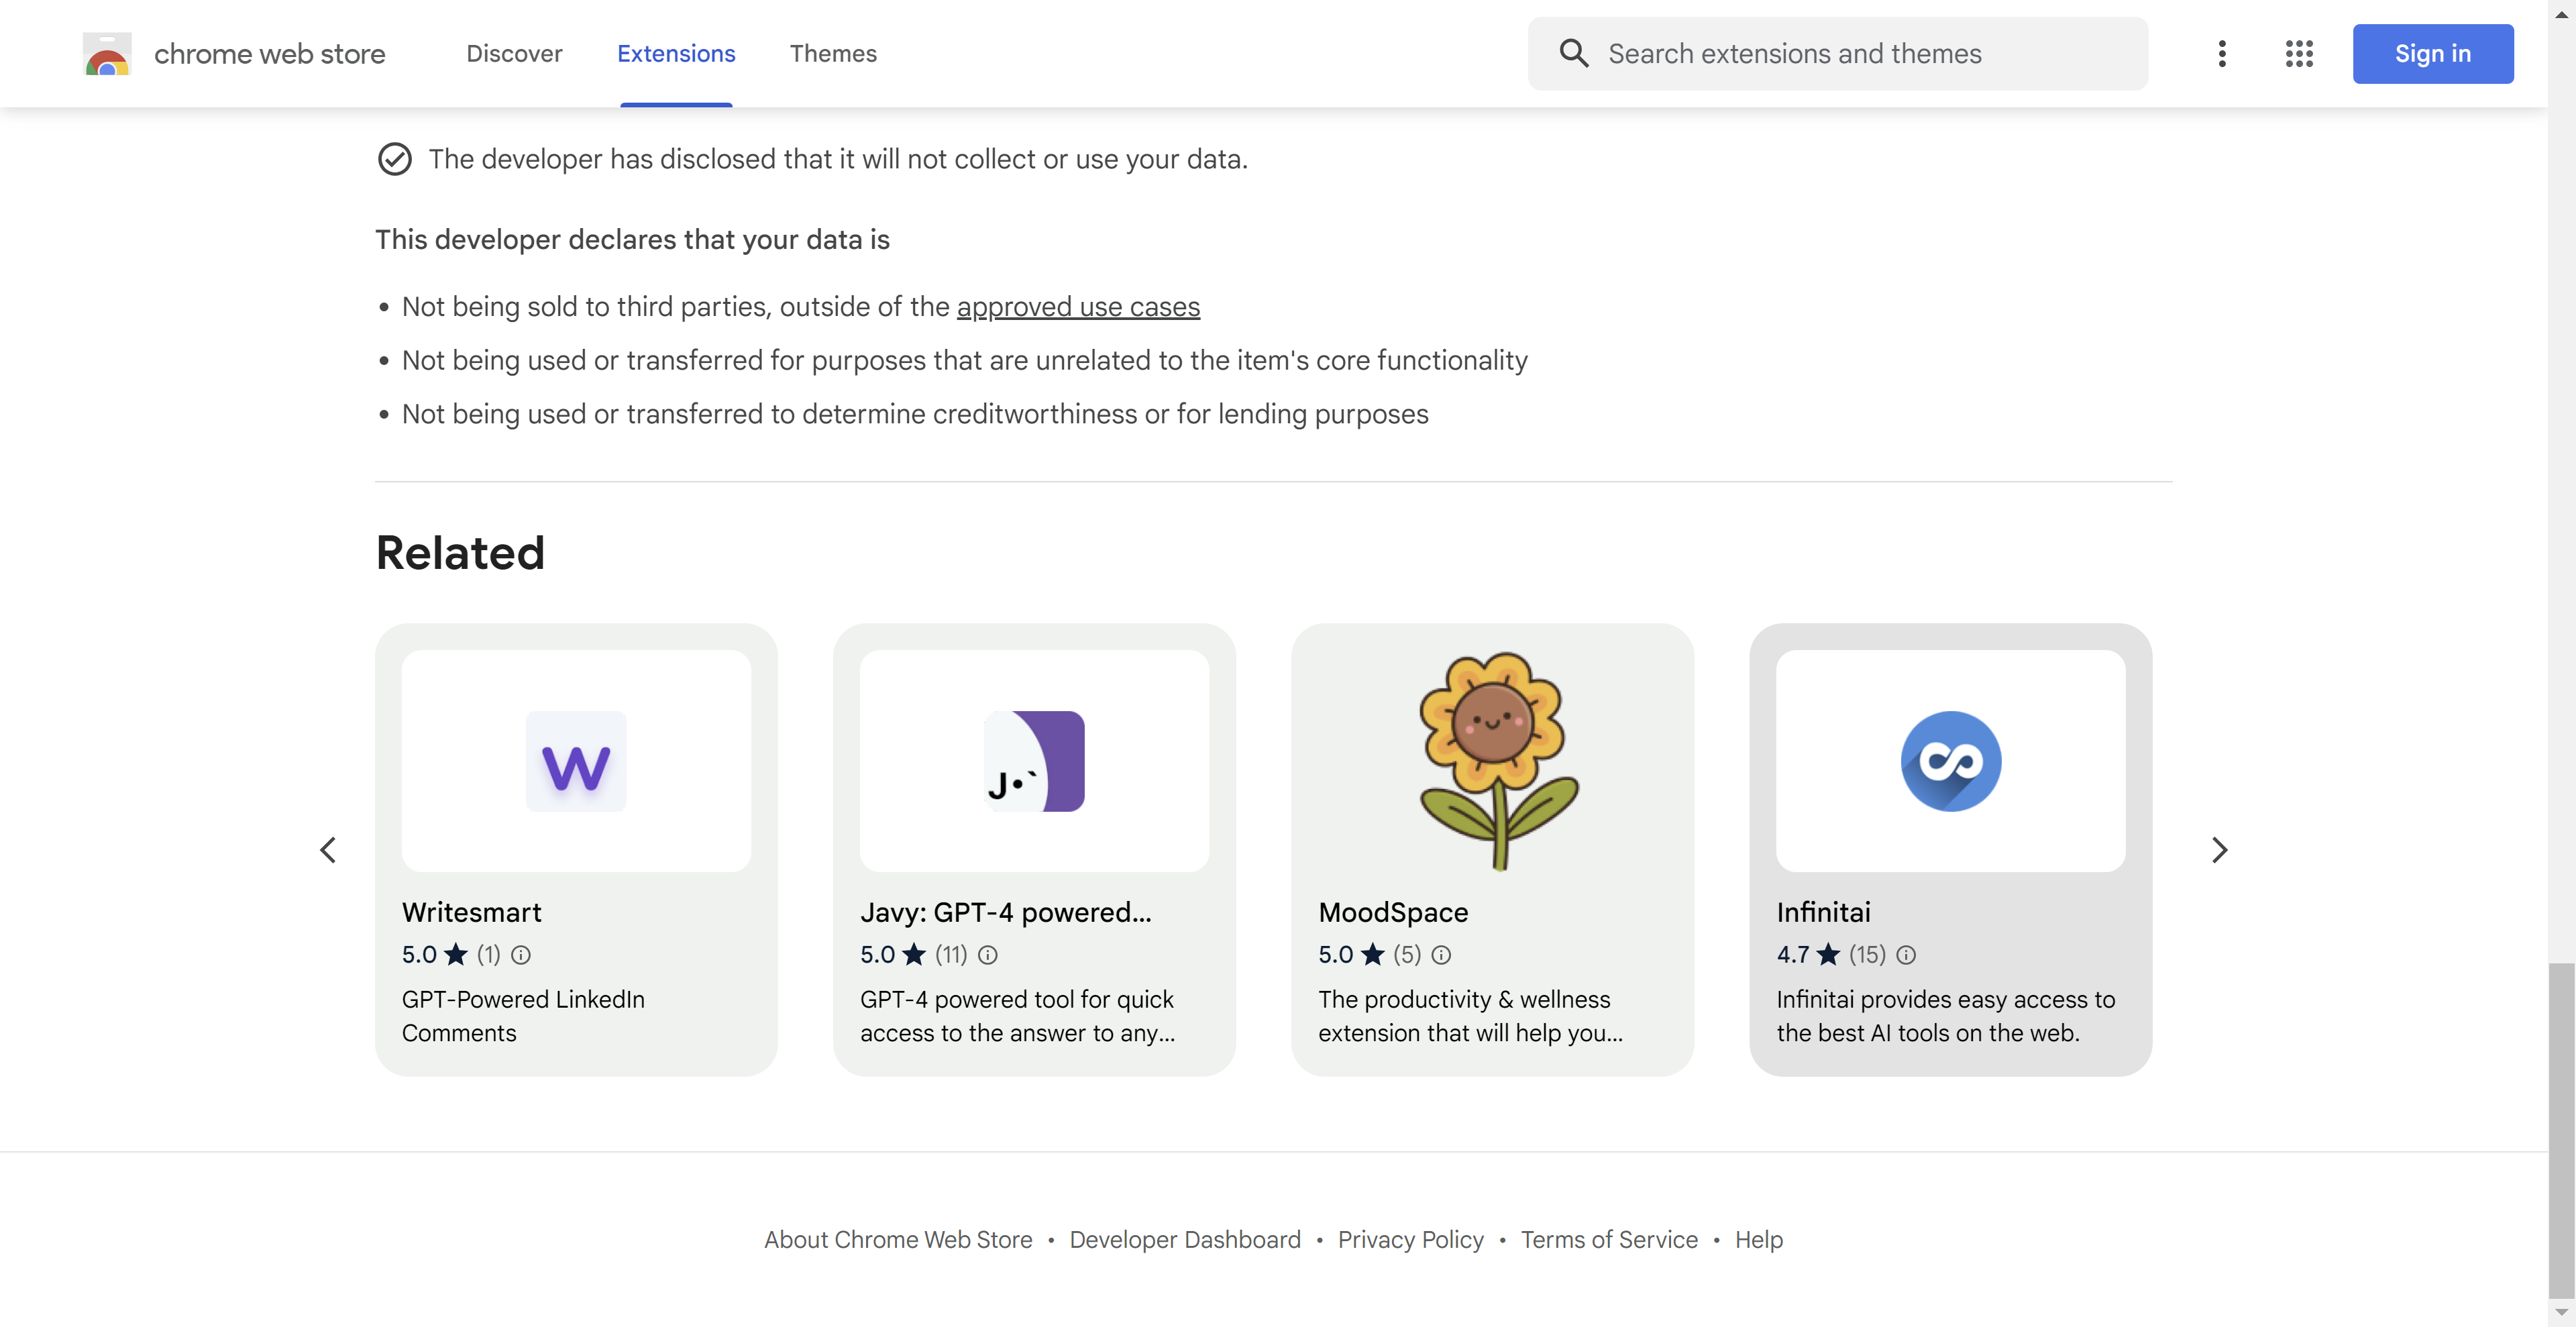 chrome web store
Discover
Extensions
Themes
Search extensions and themes
Sign in
The developer has disclosed that it will not collect or use your data.
This developer declares that your data is
• Not being sold to third parties, outside of the approved use cases
• Not being used or transferred for purposes that are unrelated to the item's core functionality
• Not being used or transferred to determine creditworthiness or for lending purposes
Related
W
Writesmart
5.0 ★ (1)
GPT-Powered LinkedIn
Comments
J•`
Javy: GPT-4 powered...
5.0 ★ (11)
GPT-4 powered tool for quick
access to the answer to any...
MoodSpace
5.0 ★ (5)
The productivity & wellness
extension that will help you...
Infinitai
4.7 ★ (15)
Infinitai provides easy access to
the best AI tools on the web.
About Chrome Web Store • Developer Dashboard • Privacy Policy • Terms of Service • Help